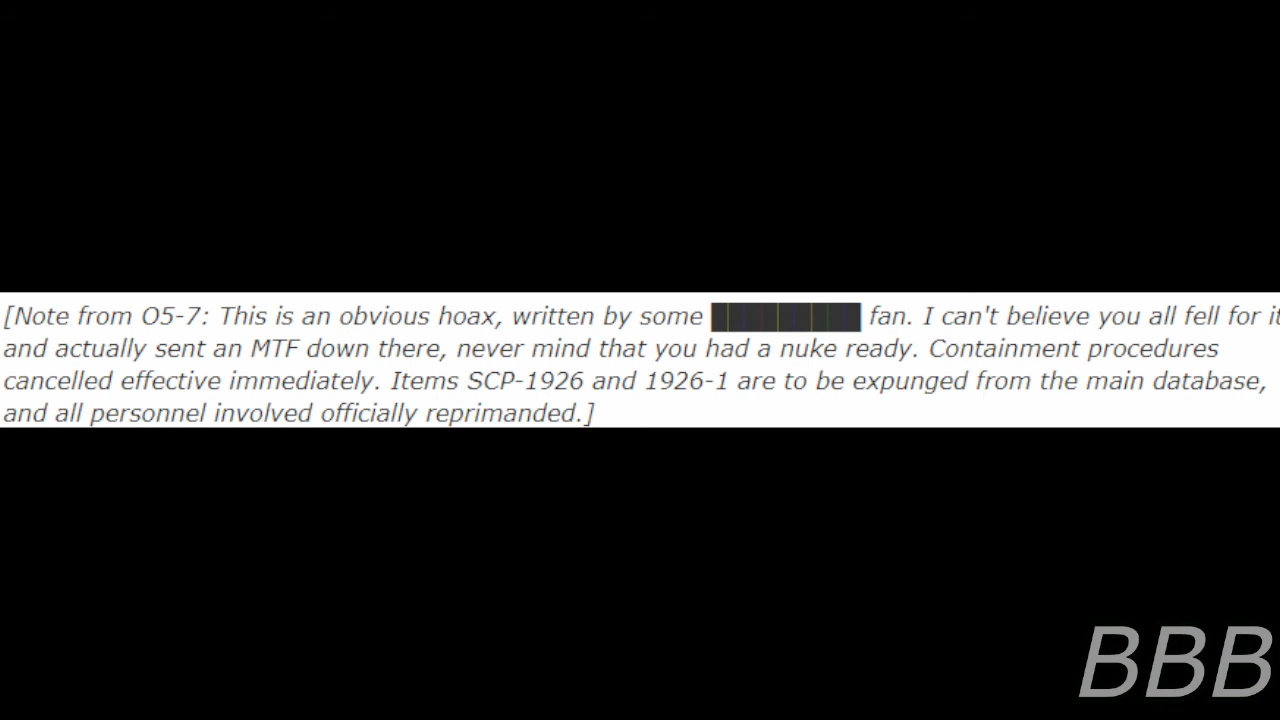 [Note from O5-7: This is an obvious hoax, written by some █████████ fan. I can't believe you all fell for it
and actually sent an MTF down there, never mind that you had a nuke ready. Containment procedures
cancelled effective immediately. Items SCP-1926 and 1926-1 are to be expunged from the main database,
and all personnel involved officially reprimanded.]
BBB